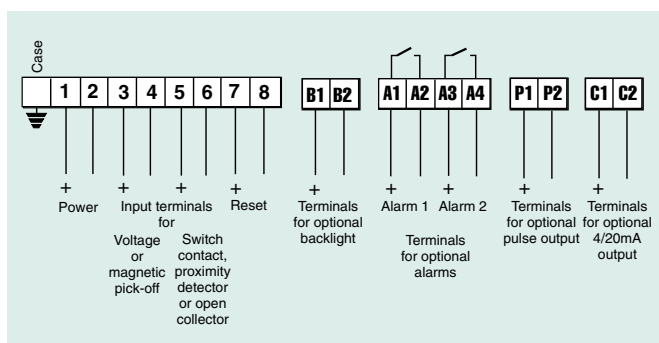 Case
1 2 3 4 5 6 7 8
B1 B2
A1 A2 A3 A4
P1 P2
C1 C2
+ + + + + + + + +
Power
Input terminals
for
Reset
Voltage
or
magnetic
pick-off
Switch
contact,
proximity
detector
or open
collector
Terminals
for optional
backlight
Alarm 1 Alarm 2
Terminals
for optional
alarms
Terminals
for optional
pulse output
Terminals
for optional
4/20mA
output